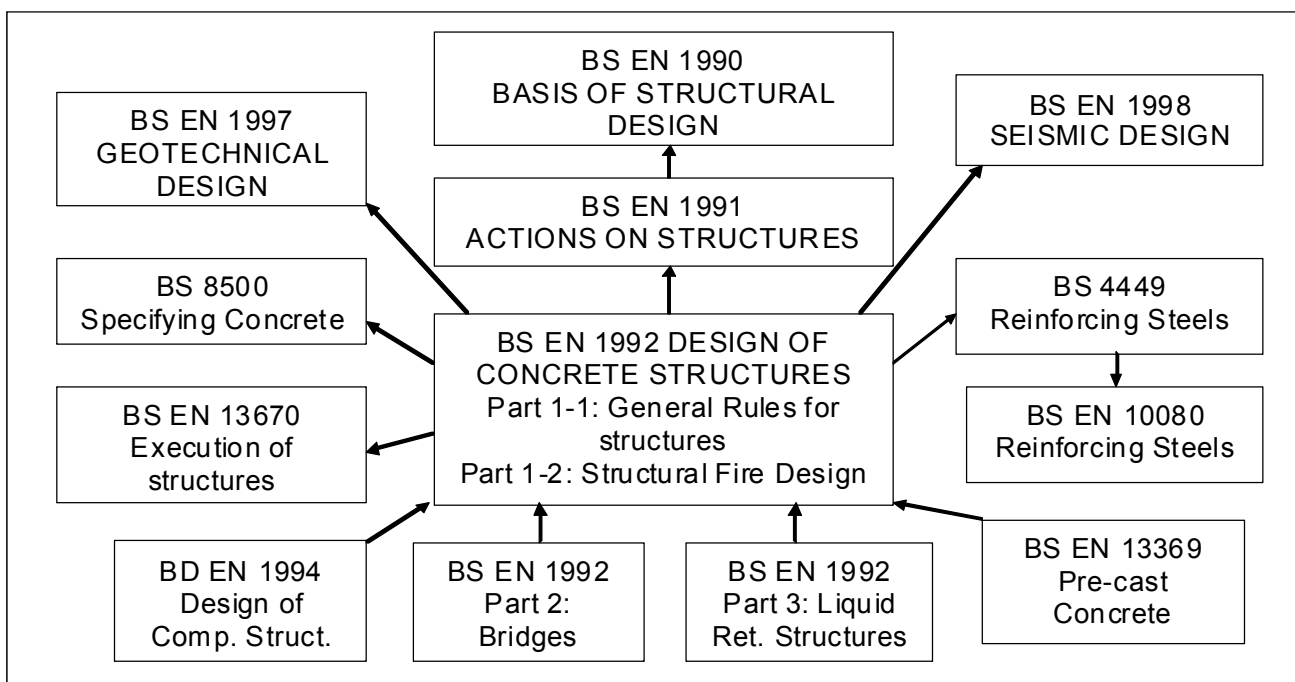 BS EN 1990
BASIS OF STRUCTURAL
DESIGN
BS EN 1997
GEOTECHNICAL
DESIGN
BS EN 1998
SEISMIC DESIGN
BS EN 1991
ACTIONS ON STRUCTURES
BS 8500
Specifying Concrete
BS 4449
Reinforcing Steels
BS EN 1992 DESIGN OF
CONCRETE STRUCTURES
Part 1-1: General Rules for
structures
Part 1-2: Structural Fire Design
BS EN 13670
Execution of
structures
BS EN 10080
Reinforcing Steels
BD EN 1994
Design of
Comp. Struct.
BS EN 1992
Part 2:
Bridges
BS EN 1992
Part 3: Liquid
Ret. Structures
BS EN 13369
Pre-cast
Concrete